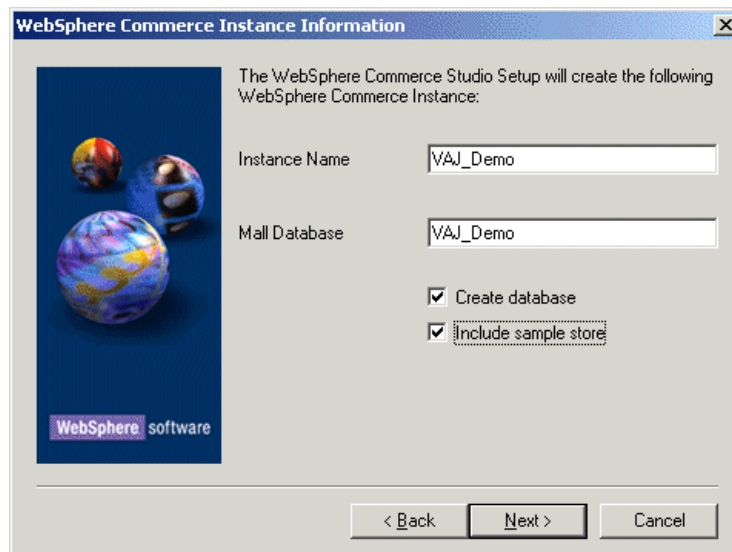 WebSphere Commerce Instance Information
The WebSphere Commerce Studio Setup will create the following
WebSphere Commerce Instance:
Instance Name
VAJ_Demo
Mall Database
VAJ_Demo
Create database
Include sample store
WebSphere software
< Back
Next >
Cancel